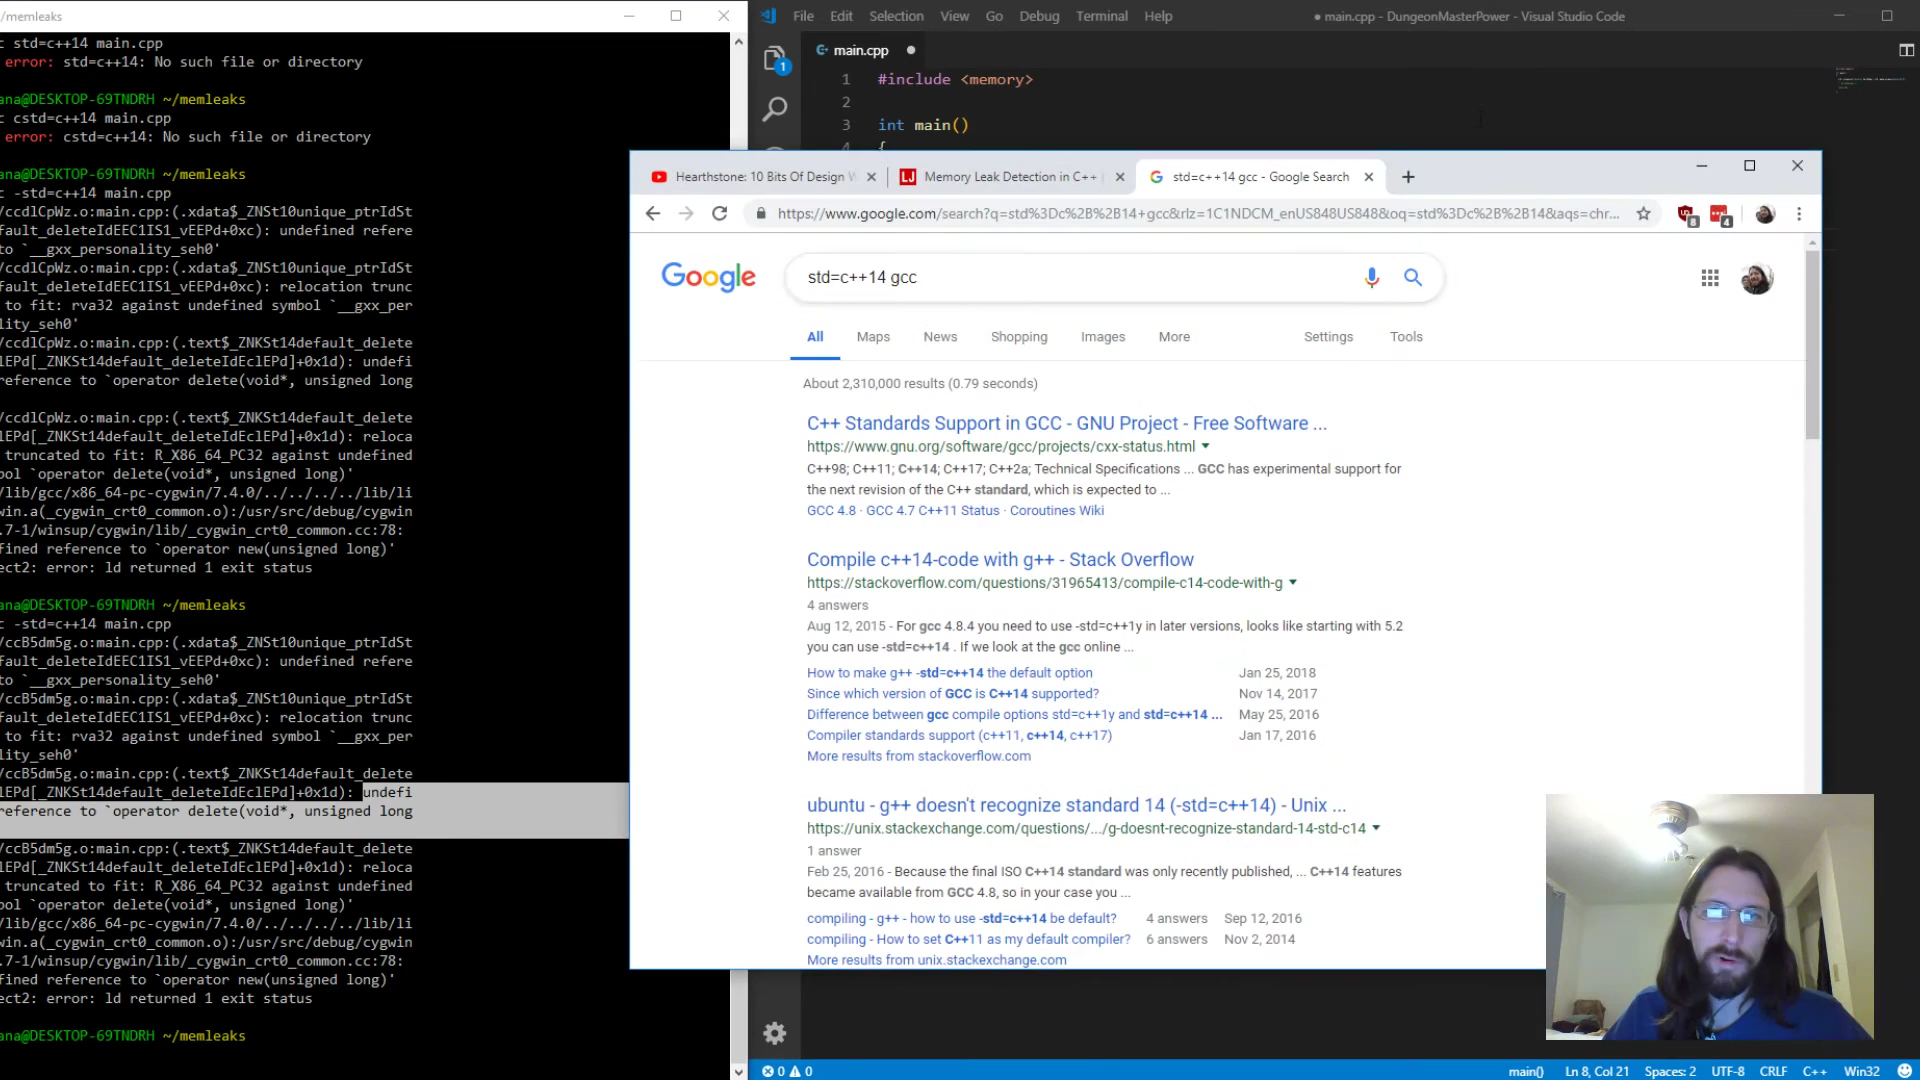 /memleaks
c std=c++14 main.cpp
error: std=c++14: No such file or directory
ana@DESKTOP-69TNDRH ~/memleaks
c cstd=c++14 main.cpp
error: cstd=c++14: No such file or directory
ana@DESKTOP-69TNDRH ~/memleaks
c -std=c++14 main.cpp
/ccdlCpWz.o:main.cpp:(.xdata$_ZNSt10unique_ptrIdSt
fault_deleteIdEEC1IS1_vEEPd+0xc): undefined refere
to `__gxx_personality_seh0'
/ccdlCpWz.o:main.cpp:(.xdata$_ZNSt10unique_ptrIdSt
fault_deleteIdEEC1IS1_vEEPd+0xc): relocation trunc
to fit: rva32 against undefined symbol `__gxx_per
lity_seh0'
/ccdlCpWz.o:main.cpp:(.text$_ZNKSt14default_delete
lEPd[_ZNKSt14default_deleteIdEclEPd]+0x1d): undefi
reference to `operator delete(void*, unsigned long
/ccdlCpWz.o:main.cpp:(.text$_ZNKSt14default_delete
lEPd[_ZNKSt14default_deleteIdEclEPd]+0x1d): reloca
truncated to fit: R_X86_64_PC32 against undefined
bol `operator delete(void*, unsigned long)'
/lib/gcc/x86_64-pc-cygwin/7.4.0/../../../../lib/li
win.a(_cygwin_crt0_common.o):/usr/src/debug/cygwin
.7-1/winsup/cygwin/lib/_cygwin_crt0_common.cc:78:
fined reference to `operator new(unsigned long)'
ect2: error: ld returned 1 exit status
ana@DESKTOP-69TNDRH ~/memleaks
c -std=c++14 main.cpp
/ccB5dm5g.o:main.cpp:(.xdata$_ZNSt10unique_ptrIdSt
fault_deleteIdEEC1IS1_vEEPd+0xc): undefined refere
to `__gxx_personality_seh0'
/ccB5dm5g.o:main.cpp:(.xdata$_ZNSt10unique_ptrIdSt
fault_deleteIdEEC1IS1_vEEPd+0xc): relocation trunc
to fit: rva32 against undefined symbol `__gxx_per
lity_seh0'
/ccB5dm5g.o:main.cpp:(.text$_ZNKSt14default_delete
lEPd[_ZNKSt14default_deleteIdEclEPd]+0x1d): undefi
reference to `operator delete(void*, unsigned long
/ccB5dm5g.o:main.cpp:(.text$_ZNKSt14default_delete
lEPd[_ZNKSt14default_deleteIdEclEPd]+0x1d): reloca
truncated to fit: R_X86_64_PC32 against undefined
bol `operator delete(void*, unsigned long)'
/lib/gcc/x86_64-pc-cygwin/7.4.0/../../../../lib/li
win.a(_cygwin_crt0_common.o):/usr/src/debug/cygwin
.7-1/winsup/cygwin/lib/_cygwin_crt0_common.cc:78:
fined reference to `operator new(unsigned long)'
ect2: error: ld returned 1 exit status
ana@DESKTOP-69TNDRH ~/memleaks
File Edit Selection View Go Debug Terminal Help
● main.cpp - DungeonMasterPower - Visual Studio Code
main.cpp ●
1
1 #include <memory>
2
3 int main()
4 {
Hearthstone: 10 Bits Of Design W
LJ Memory Leak Detection in C++ |
std=c++14 gcc - Google Search
https://www.google.com/search?q=std%3Dc%2B%2B14+gcc&rlz=1C1NDCM_enUS848US848&oq=std%3Dc%2B%2B14&aqs=chr...
8
4
Google
std=c++14 gcc
All Maps News Shopping Images More Settings Tools
About 2,310,000 results (0.79 seconds)
C++ Standards Support in GCC - GNU Project - Free Software ...
https://www.gnu.org/software/gcc/projects/cxx-status.html
C++98; C++11; C++14; C++17; C++2a; Technical Specifications ... GCC has experimental support for
the next revision of the C++ standard, which is expected to ...
GCC 4.8 · GCC 4.7 C++11 Status · Coroutines Wiki
Compile c++14-code with g++ - Stack Overflow
https://stackoverflow.com/questions/31965413/compile-c14-code-with-g
4 answers
Aug 12, 2015 - For gcc 4.8.4 you need to use -std=c++1y in later versions, looks like starting with 5.2
you can use -std=c++14 . If we look at the gcc online ...
How to make g++ -std=c++14 the default option Jan 25, 2018
Since which version of GCC is C++14 supported? Nov 14, 2017
Difference between gcc compile options std=c++1y and std=c++14 ... May 25, 2016
Compiler standards support (c++11, c++14, c++17) Jan 17, 2016
More results from stackoverflow.com
ubuntu - g++ doesn't recognize standard 14 (-std=c++14) - Unix ...
https://unix.stackexchange.com/questions/.../g-doesnt-recognize-standard-14-std-c14
1 answer
Feb 25, 2016 - Because the final ISO C++14 standard was only recently published, ... C++14 features
became available from GCC 4.8, so in your case you ...
compiling - g++ - how to use -std=c++14 be default? 4 answers Sep 12, 2016
compiling - How to set C++11 as my default compiler? 6 answers Nov 2, 2014
More results from unix.stackexchange.com
0 0 main() Ln 8, Col 21 Spaces: 2 UTF-8 CRLF C++ Win32